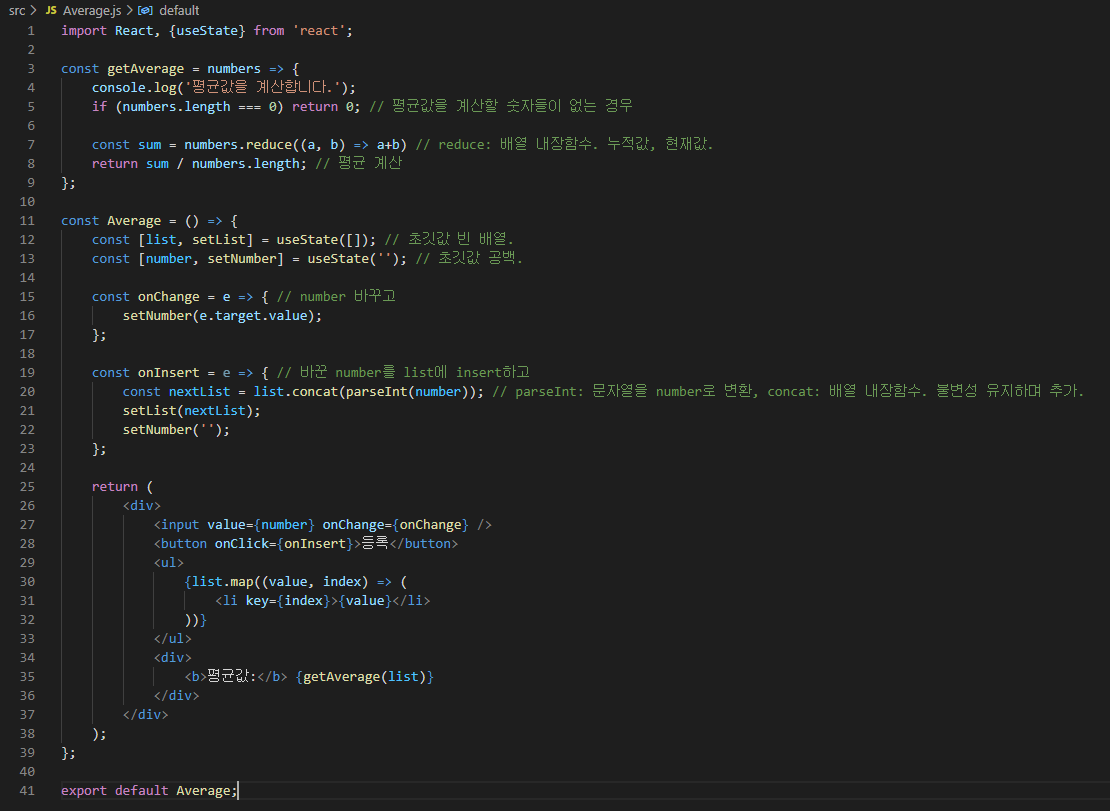 src > JS Average.js > default
1 import React, {useState} from 'react';
2
3 const getAverage = numbers => {
4 console.log('평균값을 계산합니다.');
5 if (numbers.length === 0) return 0; // 평균값을 계산할 숫자들이 없는 경우
6
7 const sum = numbers.reduce((a, b) => a+b) // reduce: 배열 내장함수. 누적값, 현재값.
8 return sum / numbers.length; // 평균 계산
9 };
10
11 const Average = () => {
12 const [list, setList] = useState([]); // 초깃값 빈 배열.
13 const [number, setNumber] = useState(''); // 초깃값 공백.
14
15 const onChange = e => { // number 바꾸고
16 setNumber(e.target.value);
17 };
18
19 const onInsert = e => { // 바꾼 number를 list에 insert하고
20 const nextList = list.concat(parseInt(number)); // parseInt: 문자열을 number로 변환, concat: 배열 내장함수. 불변성 유지하며 추가.
21 setList(nextList);
22 setNumber('');
23 };
24
25 return (
26 <div>
27 <input value={number} onChange={onChange} />
28 <button onClick={onInsert}>등록</button>
29 <ul>
30 {list.map((value, index) => (
31 <li key={index}>{value}</li>
32 ))}
33 </ul>
34 <div>
35 <b>평균값:</b> {getAverage(list)}
36 </div>
37 </div>
38 );
39 };
40
41 export default Average;